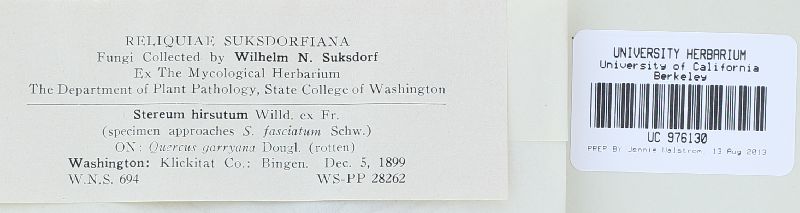 RELIQUIAE SUKSDORFIANA
Fungi Collected by Wilhelm N. Suksdorf
Ex The Mycological Herbarium
The Department of Plant Pathology, State College of Washington
Stereum hirsutum Willd. ex Fr.
(specimen approaches S. fasciatum Schw.)
ON: Quercus garryana Dougl. (rotten)
Washington: Klickitat Co.: Bingen. Dec. 5, 1899
W.N.S. 694 WS-PP 28262
UNIVERSITY HERBARIUM
University of California
Berkeley
UC 976130
PREP BY Jennie Malstrom, 13 Aug 2013